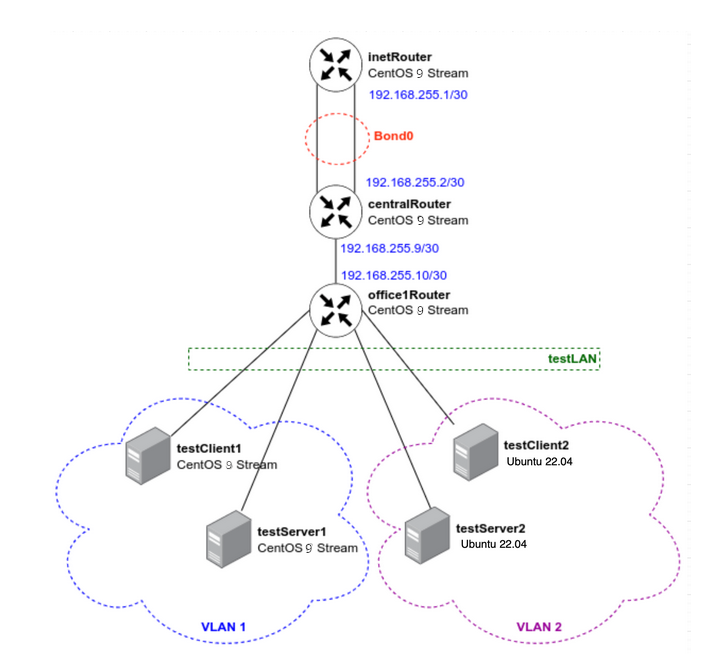 inetRouter
CentOS 9 Stream
192.168.255.1/30
Bond0
192.168.255.2/30
centralRouter
CentOS 9 Stream
192.168.255.9/30
192.168.255.10/30
office1Router
CentOS 9 Stream
testLAN
testClient1
CentOS 9 Stream
testClient2
Ubuntu 22.04
testServer1
CentOS 9 Stream
testServer2
Ubuntu 22.04
VLAN 1
VLAN 2